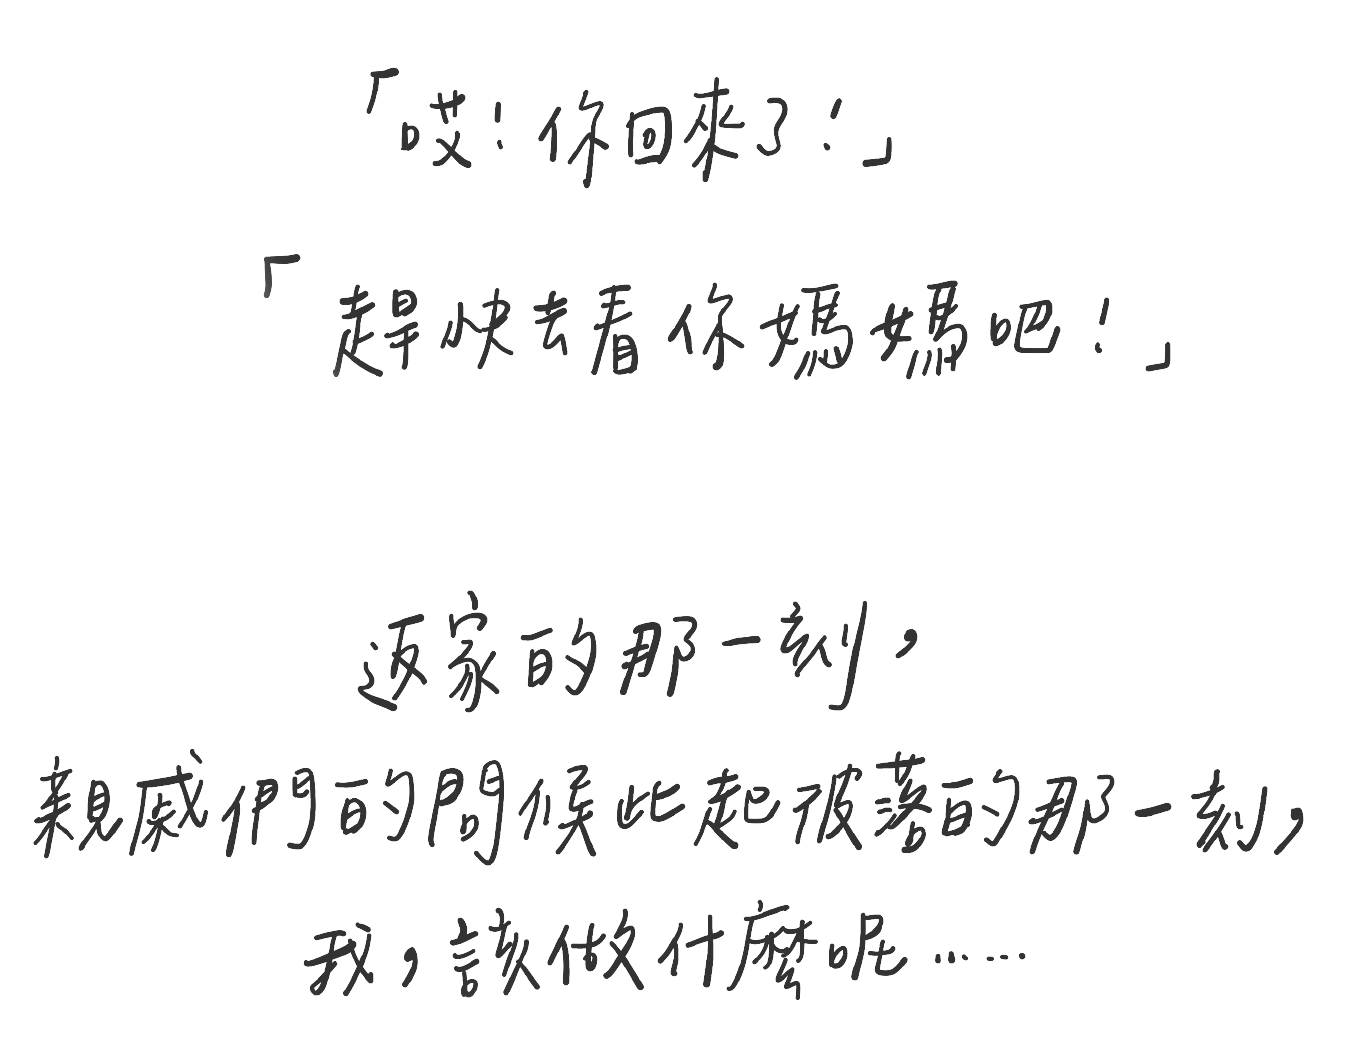 「哎！你回來了！」
「趕快去看你媽媽吧！」
返家的那一刻，
親戚們的問候此起彼落的那一刻，
我，該做什麼呢……